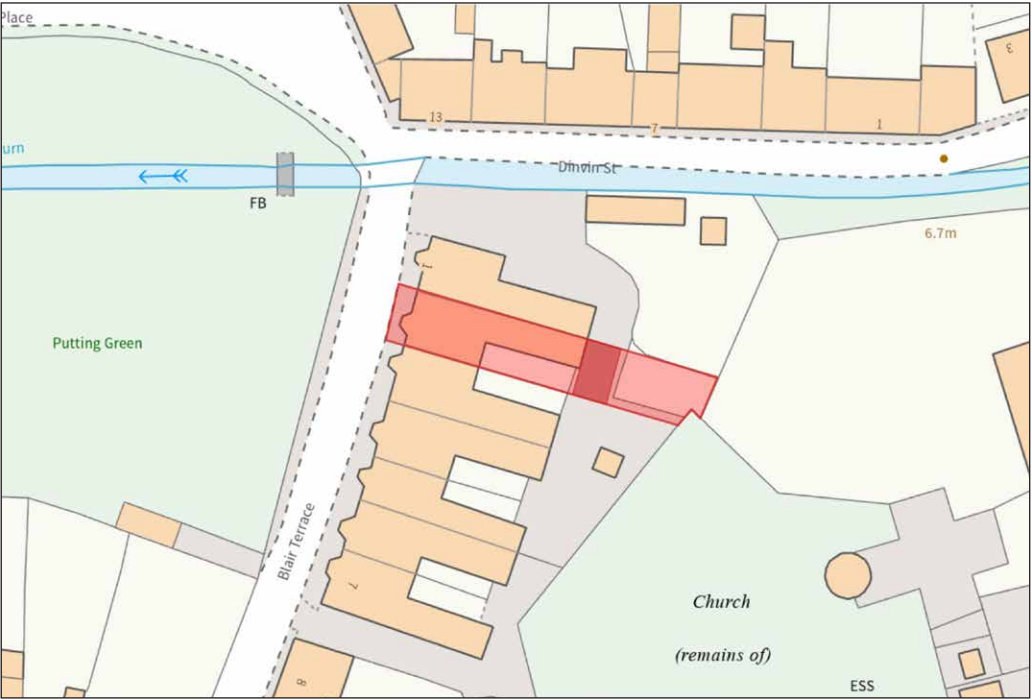 Place
13
7
1
3
urn
Dinvin St
FB
6.7m
1
Putting Green
Blair Terrace
7
Church
(remains of)
8
ESS